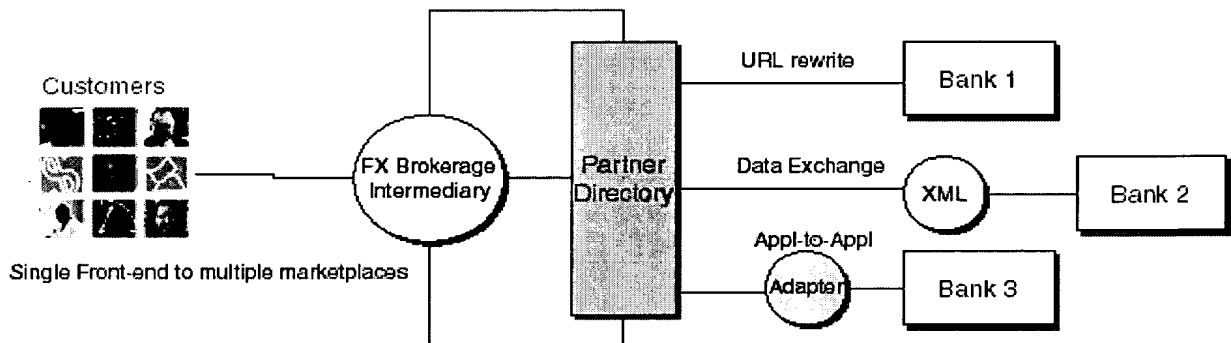 Customers
Single Front-end to multiple marketplaces
FX Brokerage
Intermediary
Partner
Directory
URL rewrite
Bank 1
Data Exchange
XML
Bank 2
Appl-to-Appl
Adapter
Bank 3